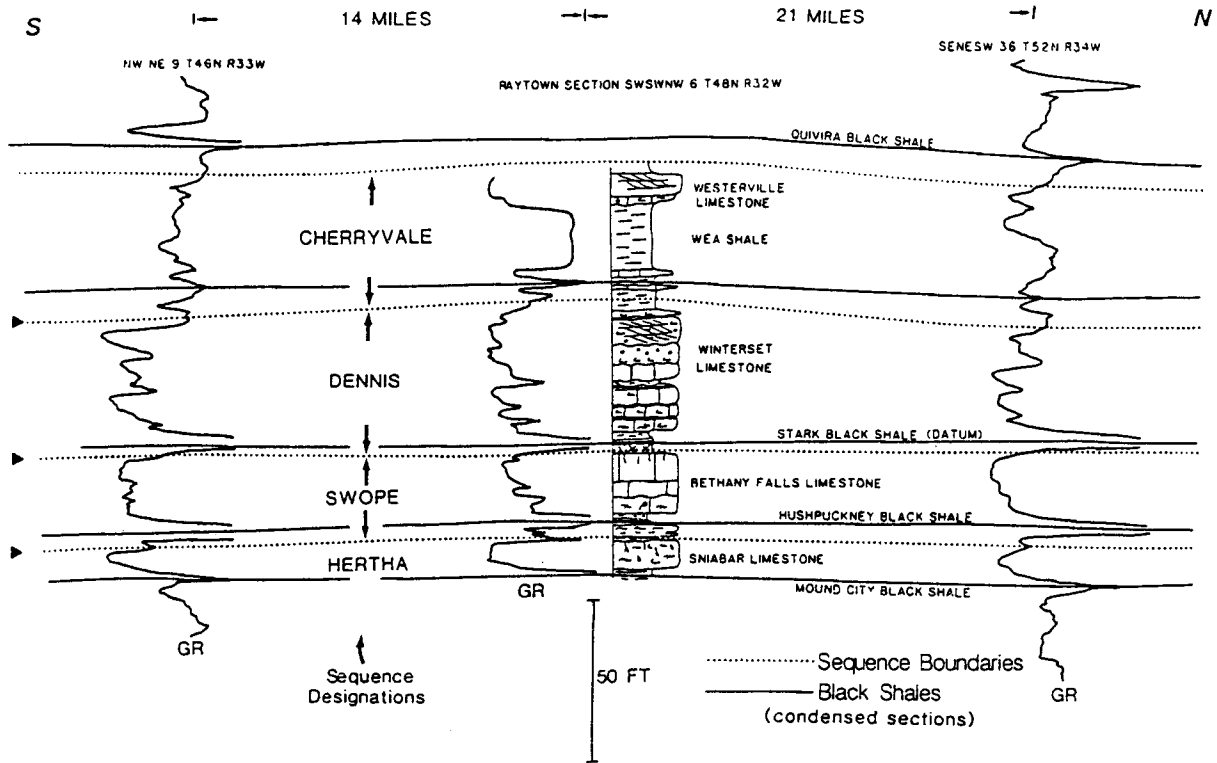 S
14 MILES
21 MILES
N
NW NE 9 T46N R33W
RAYTOWN SECTION SWSWNW 6 T48N R32W
SENESW 36 T52N R34W
QUIVIRA BLACK SHALE
WESTERVILLE
LIMESTONE
CHERRYVALE
WEA SHALE
WINTERSET
LIMESTONE
DENNIS
STARK BLACK SHALE (DATUM)
BETHANY FALLS LIMESTONE
SWOPE
HUSHPUCKNEY BLACK SHALE
SNIABAR LIMESTONE
HERTHA
GR
MOUND CITY BLACK SHALE
GR
Sequence
Designations
50 FT
Sequence Boundaries
Black Shales
(condensed sections)
GR